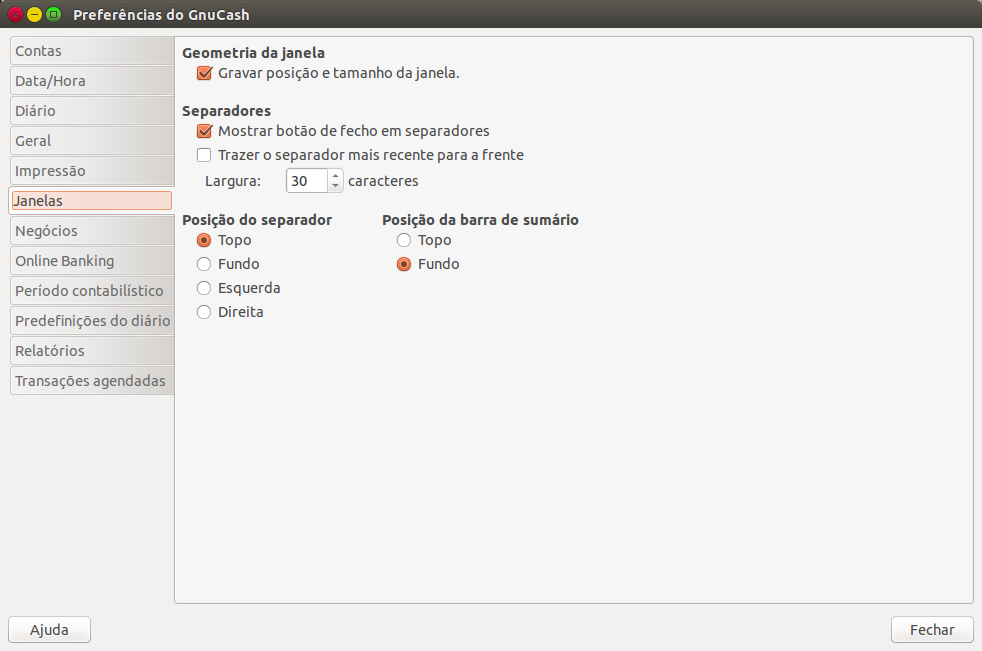 Preferências do GnuCash
Contas
Data/Hora
Diário
Geral
Impressão
Janelas
Negócios
Online Banking
Período contabilístico
Predefinições do diário
Relatórios
Transações agendadas
Geometria da janela
Gravar posição e tamanho da janela.
Separadores
Mostrar botão de fecho em separadores
Trazer o separador mais recente para a frente
Largura: 30 caracteres
Posição do separador
Topo
Fundo
Esquerda
Direita
Posição da barra de sumário
Topo
Fundo
Ajuda
Fechar